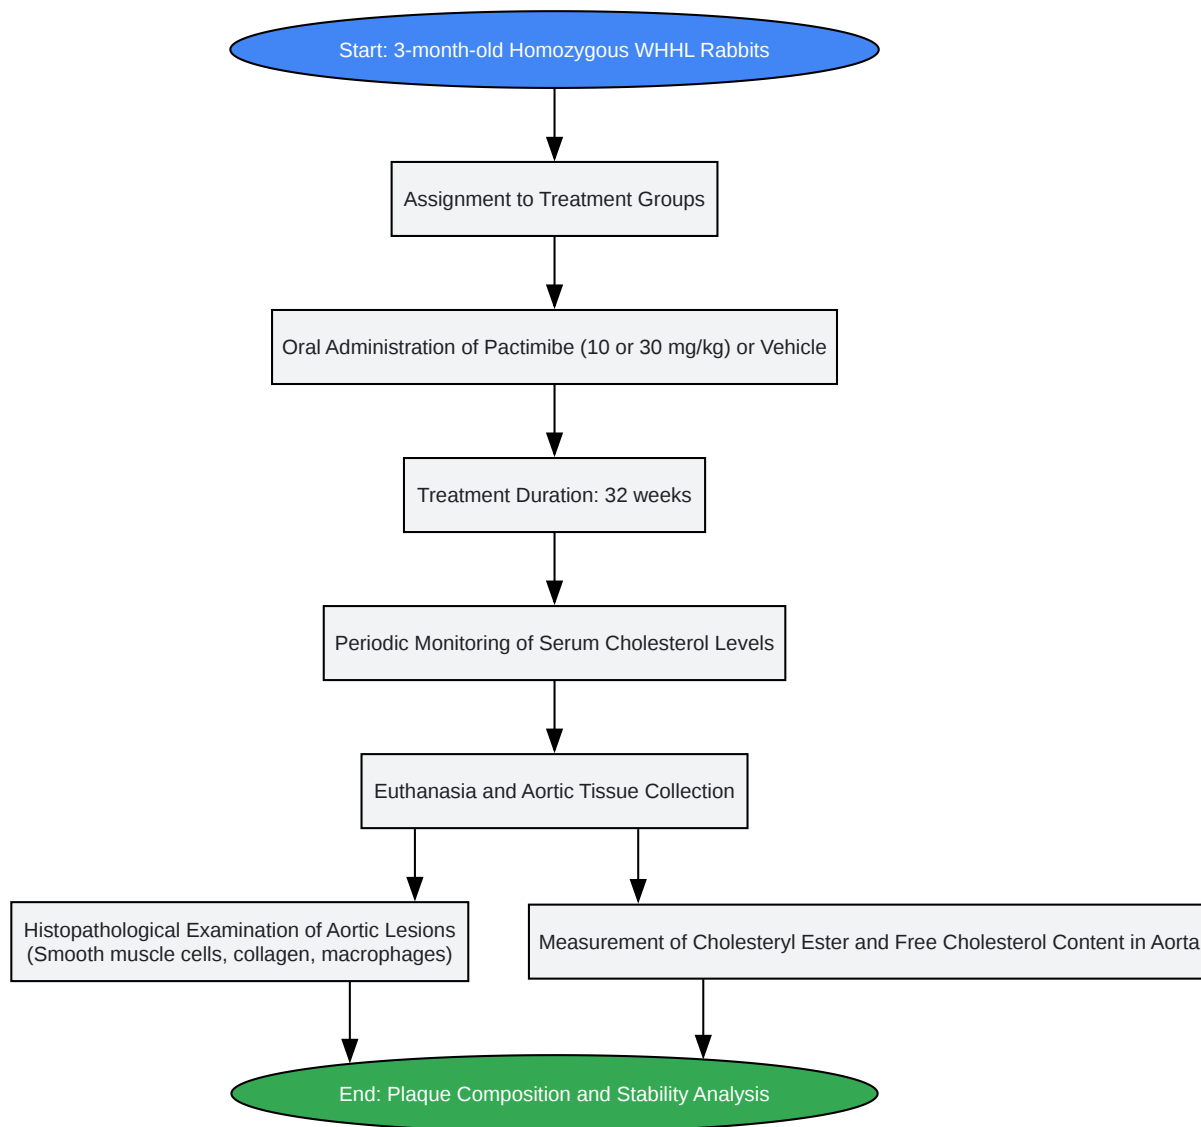 Start: 3-month-old Homozygous WHHL Rabbits
Assignment to Treatment Groups
Oral Administration of Pactimibe (10 or 30 mg/kg) or Vehicle
Treatment Duration: 32 weeks
Periodic Monitoring of Serum Cholesterol Levels
Euthanasia and Aortic Tissue Collection
Histopathological Examination of Aortic Lesions
(Smooth muscle cells, collagen, macrophages)
Measurement of Cholesteryl Ester and Free Cholesterol Content in Aorta
End: Plaque Composition and Stability Analysis